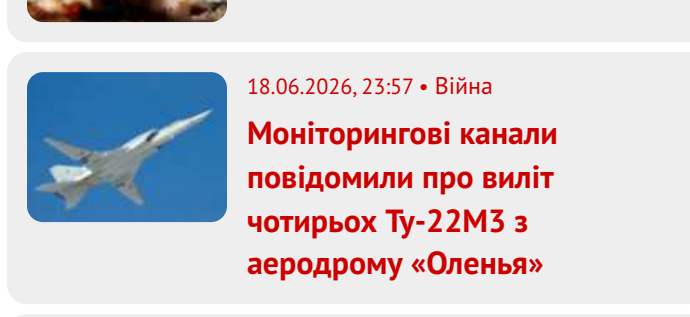 18.06.2026, 23:57 • Війна
Моніторингові канали
повідомили про виліт
чотирьох Ту-22М3 з
аеродрому «Оленья»